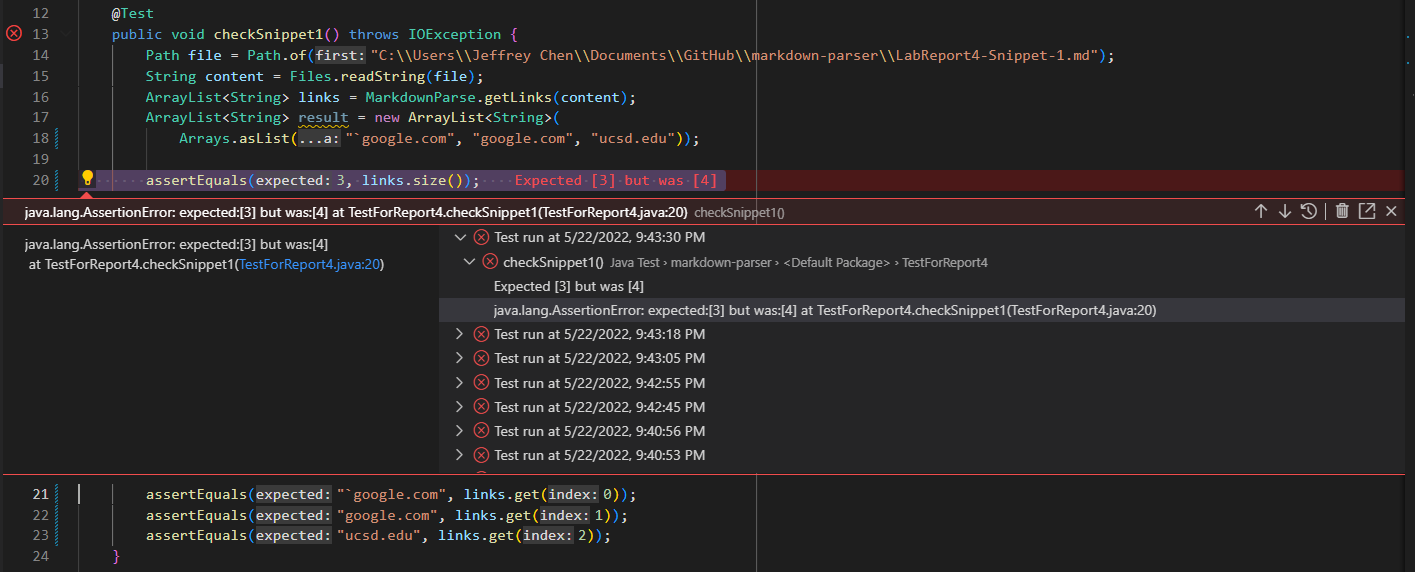 12 @Test
13 public void checkSnippet1() throws IOException {
14 Path file = Path.of(first: "C:\\Users\\Jeffrey Chen\\Documents\\GitHub\\markdown-parser\\LabReport4-Snippet-1.md");
15 String content = Files.readString(file);
16 ArrayList<String> links = MarkdownParse.getLinks(content);
17 ArrayList<String> result = new ArrayList<String>(
18 Arrays.asList(...a: "`google.com", "google.com", "ucsd.edu"));
19
20 assertEquals(expected: 3, links.size()); Expected [3] but was [4]
java.lang.AssertionError: expected:[3] but was:[4] at TestForReport4.checkSnippet1(TestForReport4.java:20) checkSnippet1()
java.lang.AssertionError: expected:[3] but was:[4]
at TestForReport4.checkSnippet1(TestForReport4.java:20)
Test run at 5/22/2022, 9:43:30 PM
checkSnippet1() Java Test › markdown-parser › <Default Package> › TestForReport4
Expected [3] but was [4]
java.lang.AssertionError: expected:[3] but was:[4] at TestForReport4.checkSnippet1(TestForReport4.java:20)
Test run at 5/22/2022, 9:43:18 PM
Test run at 5/22/2022, 9:43:05 PM
Test run at 5/22/2022, 9:42:55 PM
Test run at 5/22/2022, 9:42:45 PM
Test run at 5/22/2022, 9:40:56 PM
Test run at 5/22/2022, 9:40:53 PM
21 assertEquals(expected: "`google.com", links.get(index: 0));
22 assertEquals(expected: "google.com", links.get(index: 1));
23 assertEquals(expected: "ucsd.edu", links.get(index: 2));
24 }